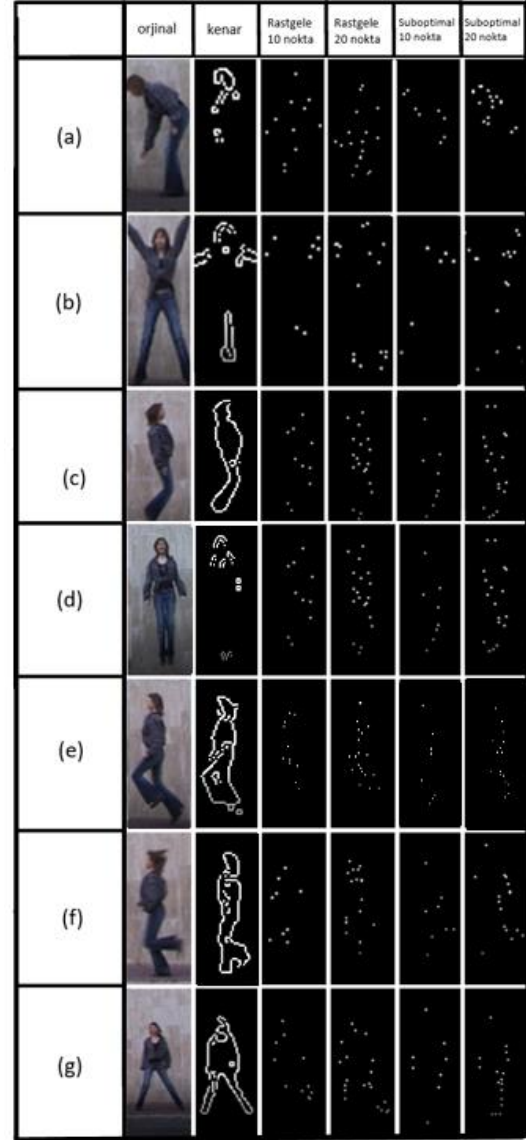 orjinal
kenar
Rastgele
10 nokta
Rastgele
20 nokta
Suboptimal
10 nokta
Suboptimal
20 nokta
(a)
(b)
(c)
(d)
(e)
(f)
(g)